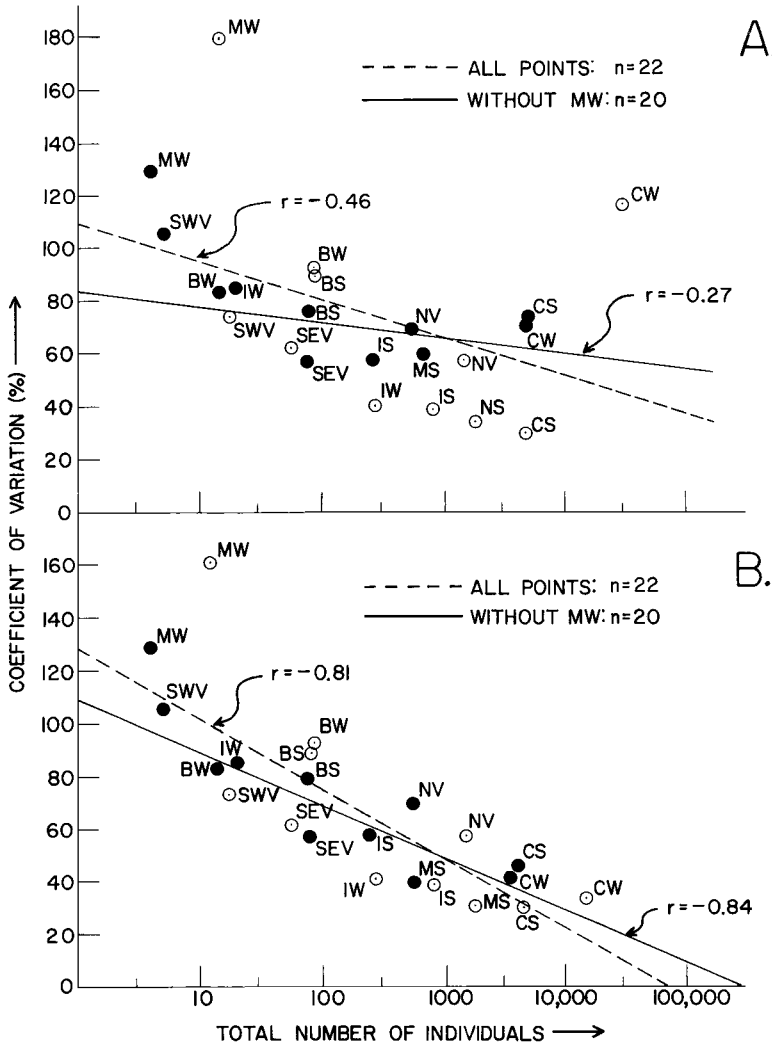 A
180
160
140
120
100
80
60
40
20
0
MW
--- ALL POINTS: n=22
— WITHOUT MW: n=20
MW
SWV
r=-0.46
CW
BW
BS
BW
IW
BS
NV
CS
CW
r=-0.27
SWV
SEV
SEV
IS
MS
NV
IW
IS
NS
CS
COEFFICIENT OF VARIATION (%) →
B.
160
140
120
100
80
60
40
20
0
MW
--- ALL POINTS: n=22
— WITHOUT MW: n=20
MW
SWV
r=-0.81
BW
BS
IW
BW
BS
SWV
NV
SEV
SEV
IS
NV
CS
CW
MS
IW
IS
MS
CS
CW
r=-0.84
10 100 1000 10,000 100,000
TOTAL NUMBER OF INDIVIDUALS →